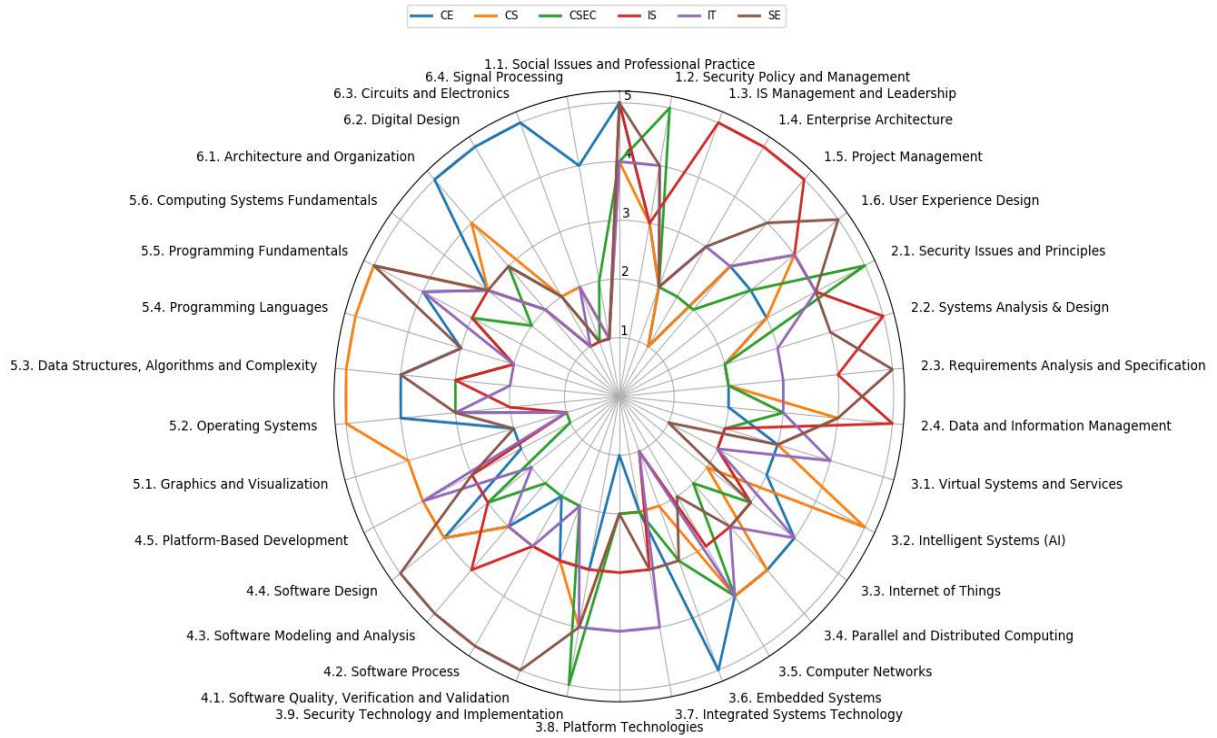 CE CS CSEC IS IT SE
1.1. Social Issues and Professional Practice
6.4. Signal Processing
1.2. Security Policy and Management
6.3. Circuits and Electronics
1.3. IS Management and Leadership
6.2. Digital Design
1.4. Enterprise Architecture
6.1. Architecture and Organization
1.5. Project Management
5.6. Computing Systems Fundamentals
1.6. User Experience Design
5.5. Programming Fundamentals
2.1. Security Issues and Principles
5.4. Programming Languages
2.2. Systems Analysis & Design
5.3. Data Structures, Algorithms and Complexity
2.3. Requirements Analysis and Specification
5.2. Operating Systems
2.4. Data and Information Management
5.1. Graphics and Visualization
3.1. Virtual Systems and Services
4.5. Platform-Based Development
3.2. Intelligent Systems (AI)
4.4. Software Design
3.3. Internet of Things
4.3. Software Modeling and Analysis
3.4. Parallel and Distributed Computing
4.2. Software Process
3.5. Computer Networks
4.1. Software Quality, Verification and Validation
3.6. Embedded Systems
3.9. Security Technology and Implementation
3.7. Integrated Systems Technology
3.8. Platform Technologies
5
4
3
2
1